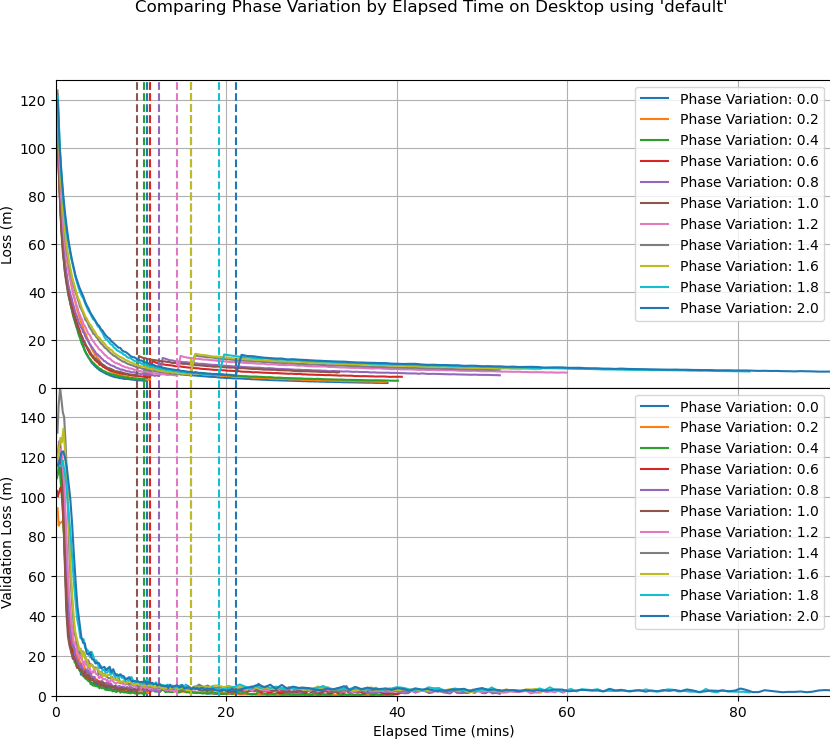 Comparing Phase Variation by Elapsed Time on Desktop using 'default'
120
100
80
60
40
20
0
Loss (m)
Phase Variation: 0.0
Phase Variation: 0.2
Phase Variation: 0.4
Phase Variation: 0.6
Phase Variation: 0.8
Phase Variation: 1.0
Phase Variation: 1.2
Phase Variation: 1.4
Phase Variation: 1.6
Phase Variation: 1.8
Phase Variation: 2.0
140
120
100
80
60
40
20
0
Validation Loss (m)
Phase Variation: 0.0
Phase Variation: 0.2
Phase Variation: 0.4
Phase Variation: 0.6
Phase Variation: 0.8
Phase Variation: 1.0
Phase Variation: 1.2
Phase Variation: 1.4
Phase Variation: 1.6
Phase Variation: 1.8
Phase Variation: 2.0
0 20 40 60 80
Elapsed Time (mins)